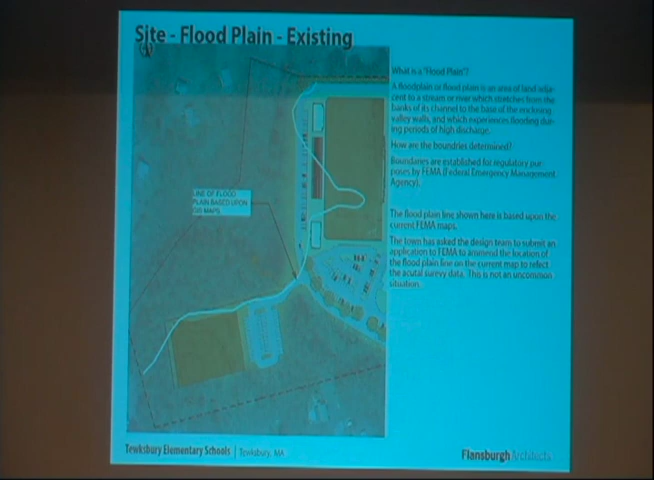 Site - Flood Plain - Existing
What is a "Flood Plain"?
A floodplain or flood plain is an area of land adja-
cent to a stream or river which stretches from the
banks of its channel to the base of the enclosing
valley walls, and which experiences flooding dur-
ing periods of high discharge.
How are the boundries determined?
Boundaries are established for regulatory pur-
poses by FEMA (Federal Emergency Management
Agency).
The flood plain line shown here is based upon the
current FEMA maps.
The town has asked the design team to submit an
application to FEMA to ammend the location of
the flood plain line on the current map to reflect
the acutal surevy data. This is not an uncommon
situation.
LINE OF FLOOD
PLAIN BASED UPON
GIS MAPS
Tewksbury Elementary Schools | Tewksbury, MA
Flansburgh Architects